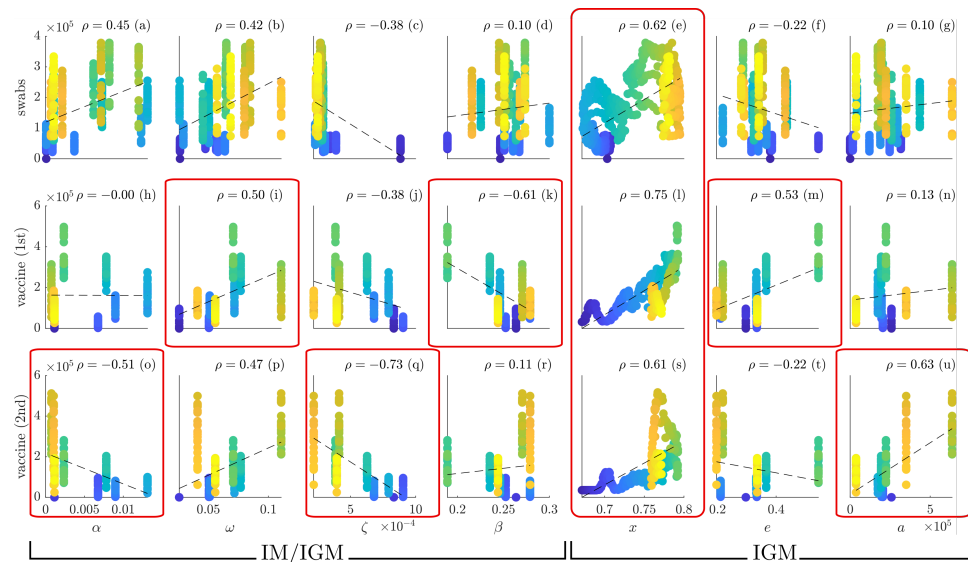 ×10⁵ ρ = 0.45 (a) ρ = 0.42 (b) ρ = −0.38 (c) ρ = 0.10 (d) ρ = 0.62 (e) ρ = −0.22 (f) ρ = 0.10 (g)
4
3
2
1
0
swabs
×10⁵ ρ = −0.00 (h) ρ = 0.50 (i) ρ = −0.38 (j) ρ = −0.61 (k) ρ = 0.75 (l) ρ = 0.53 (m) ρ = 0.13 (n)
6
4
2
0
vaccine (1st)
×10⁵ ρ = −0.51 (o) ρ = 0.47 (p) ρ = −0.73 (q) ρ = 0.11 (r) ρ = 0.61 (s) ρ = −0.22 (t) ρ = 0.63 (u)
6
4
2
0
vaccine (2nd)
0 0.005 0.01 0.05 0.1 5 10 0.2 0.25 0.3 0.7 0.75 0.8 0.2 0.4 0 5
α ω ζ ×10⁻⁴ β x e a ×10⁵
IM/IGM IGM